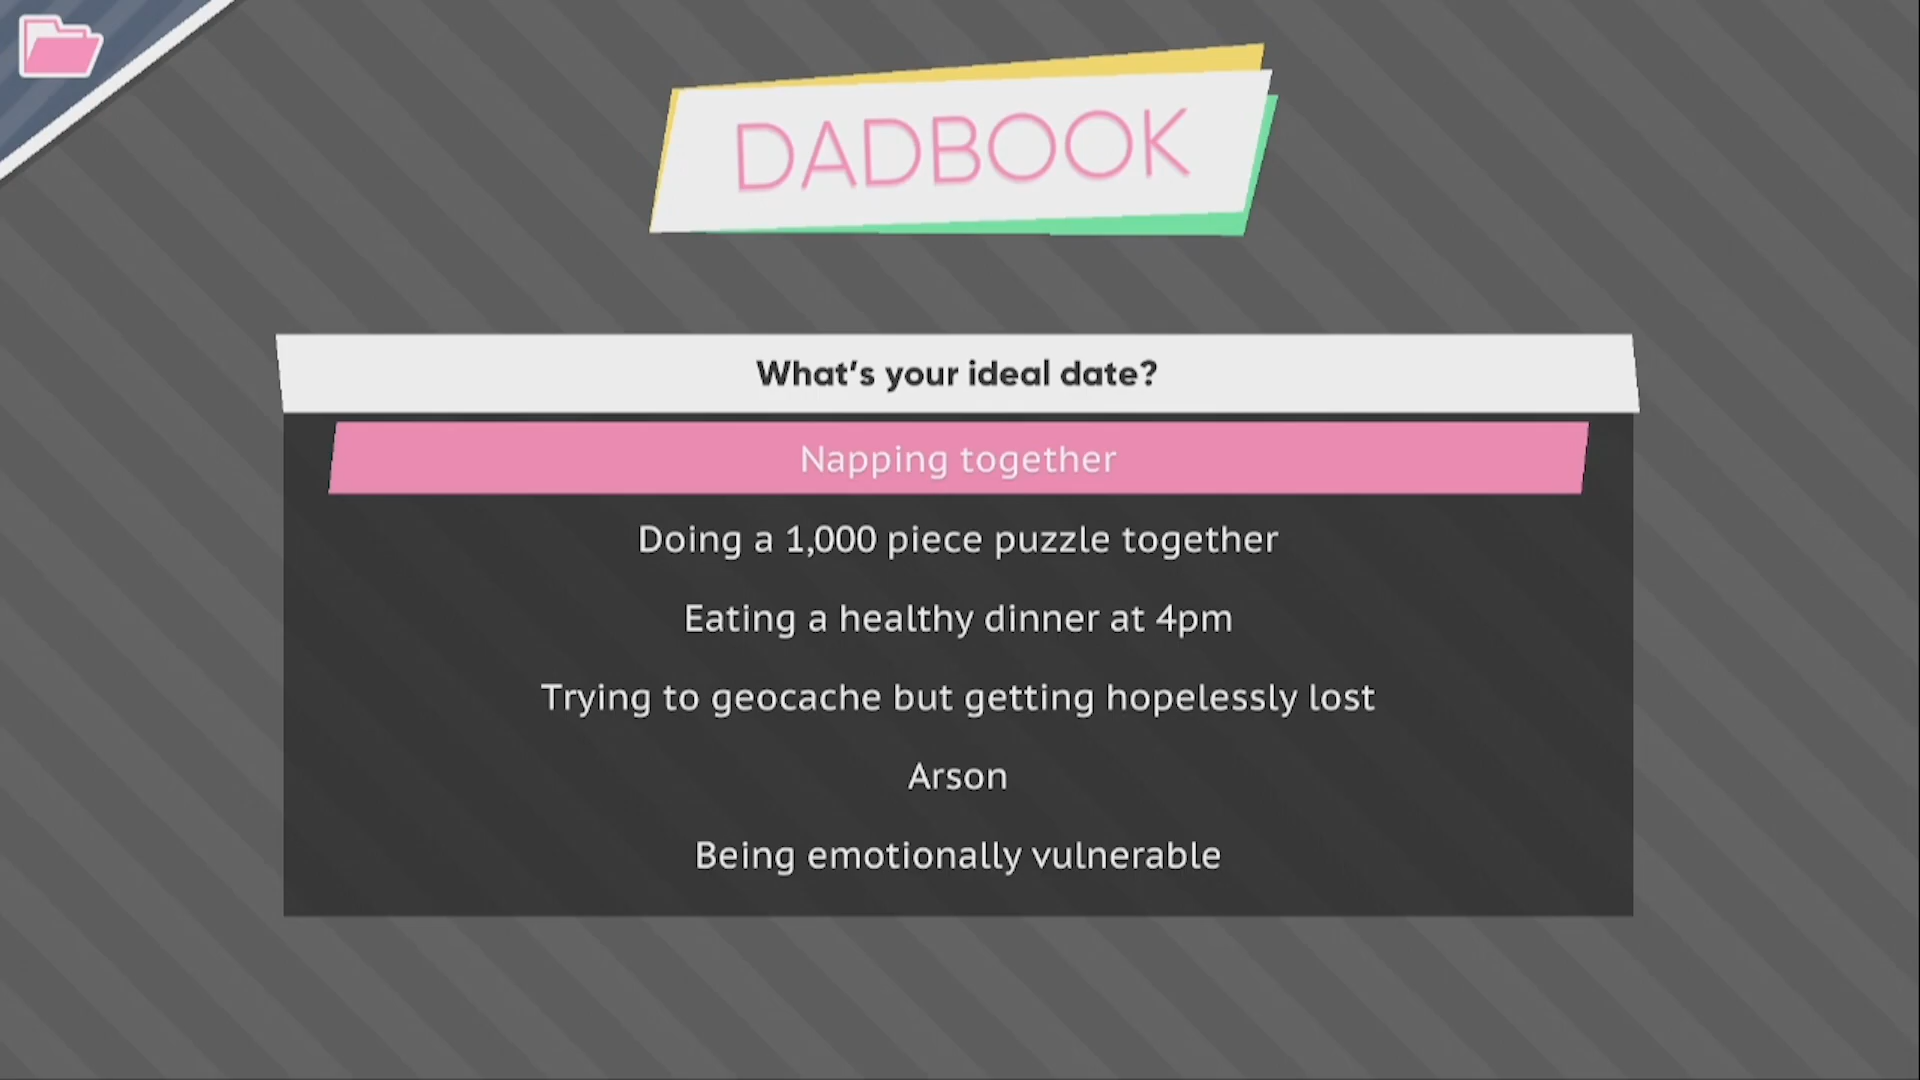 DADBOOK
What's your ideal date?
Napping together
Doing a 1,000 piece puzzle together
Eating a healthy dinner at 4pm
Trying to geocache but getting hopelessly lost
Arson
Being emotionally vulnerable